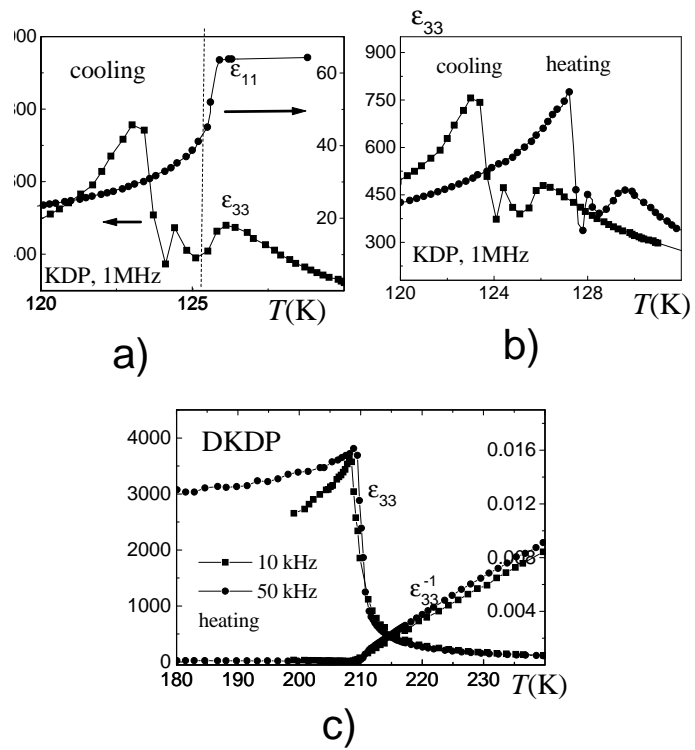 ε33
a)
cooling
ε11
ε33
KDP, 1MHz
60
40
20
400
120 125
T(K)
b)
900
750
600
450
300
cooling heating
KDP, 1MHz
120 124 128
T(K)
DKDP
4000
3000
2000
1000
0
0.016
0.012
0.004
ε33
ε33-1
10 kHz
50 kHz
heating
180 190 200 210 220 230
T(K)
c)